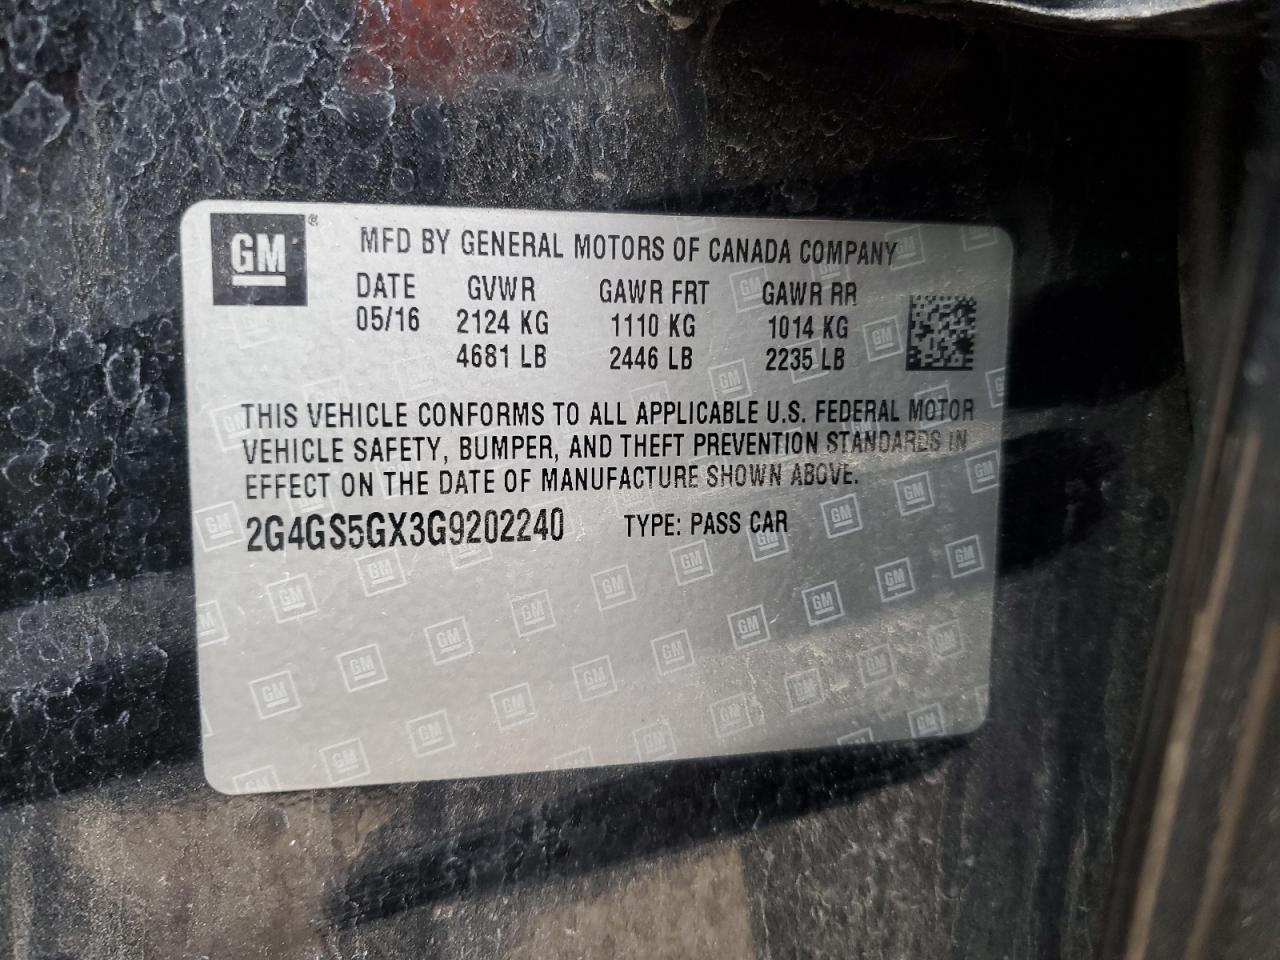 GM ®
MFD BY GENERAL MOTORS OF CANADA COMPANY
DATE GVWR GAWR FRT GAWR RR
05/16 2124 KG 1110 KG 1014 KG
4681 LB 2446 LB 2235 LB
THIS VEHICLE CONFORMS TO ALL APPLICABLE U.S. FEDERAL MOTOR
VEHICLE SAFETY, BUMPER, AND THEFT PREVENTION STANDARDS IN
EFFECT ON THE DATE OF MANUFACTURE SHOWN ABOVE.
2G4GS5GX3G9202240 TYPE: PASS CAR